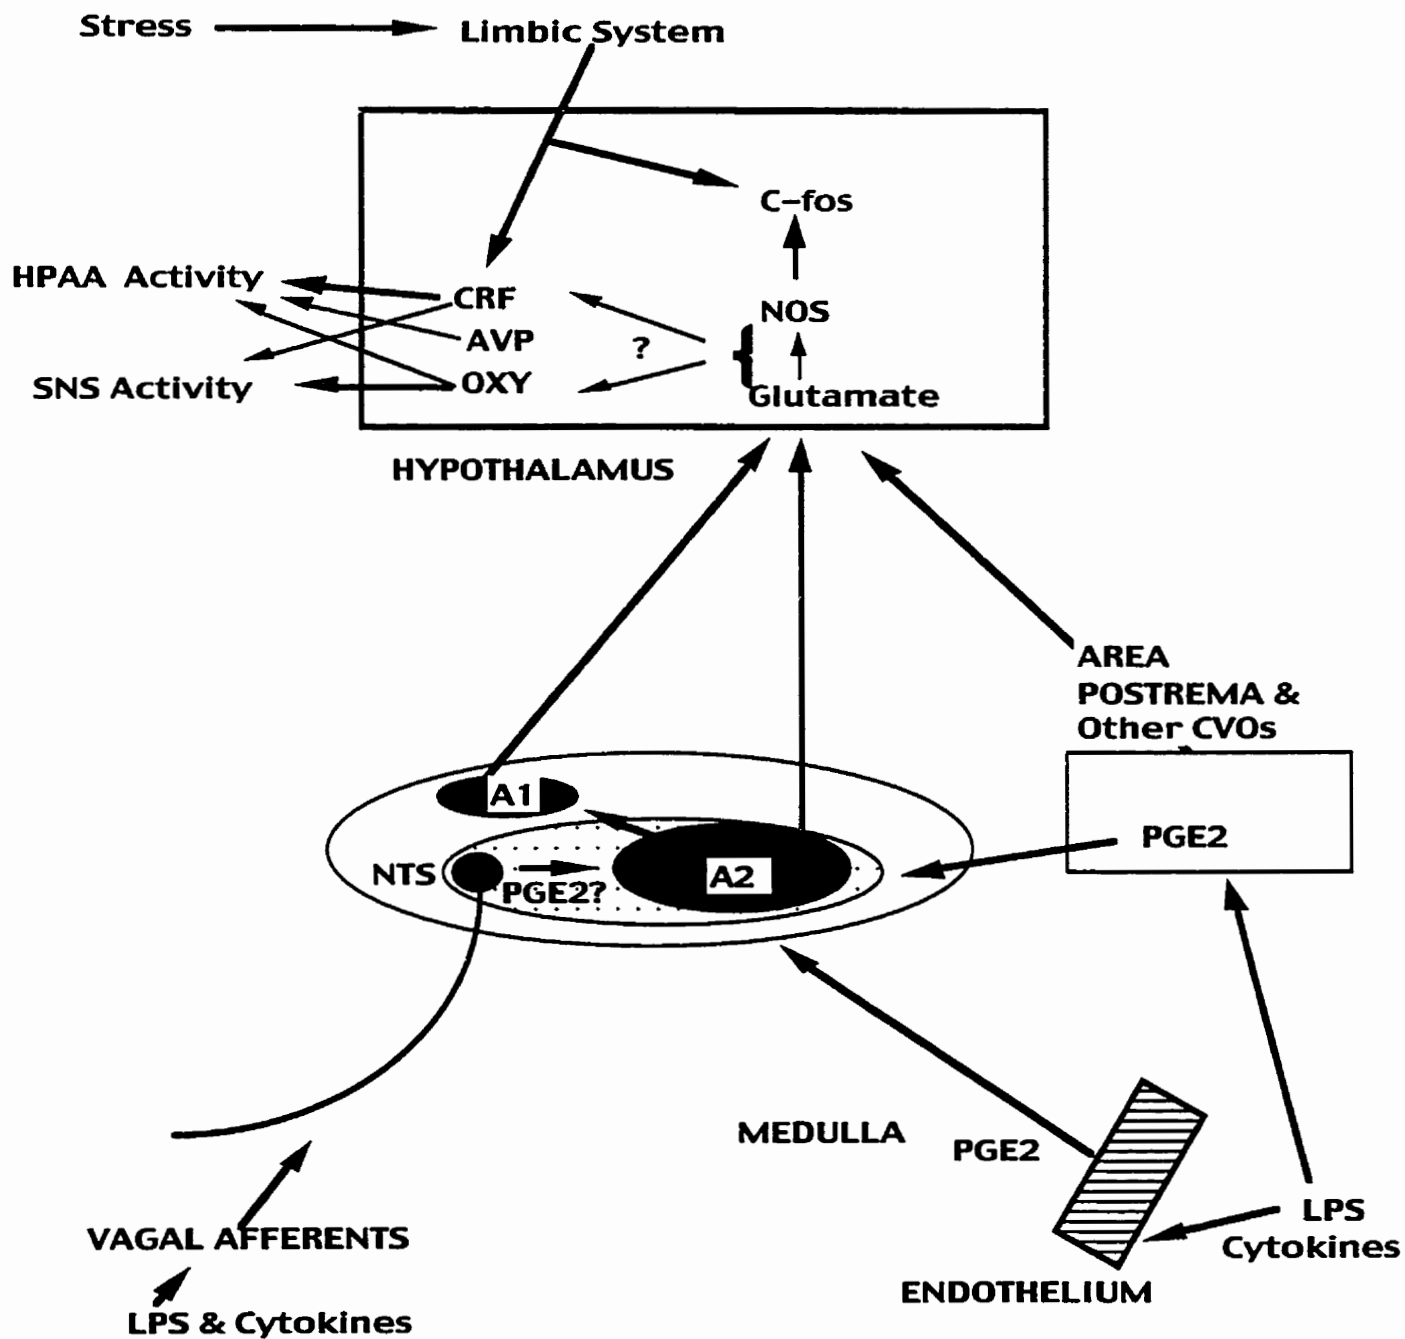 Stress
Limbic System
C-fos
HPAA Activity
CRF
NOS
AVP
?
SNS Activity
OXY
Glutamate
HYPOTHALAMUS
AREA
POSTREMA &
Other CVOs
A1
PGE2
NTS
A2
PGE2?
MEDULLA
PGE2
LPS
Cytokines
VAGAL AFFERENTS
ENDOTHELIUM
LPS & Cytokines